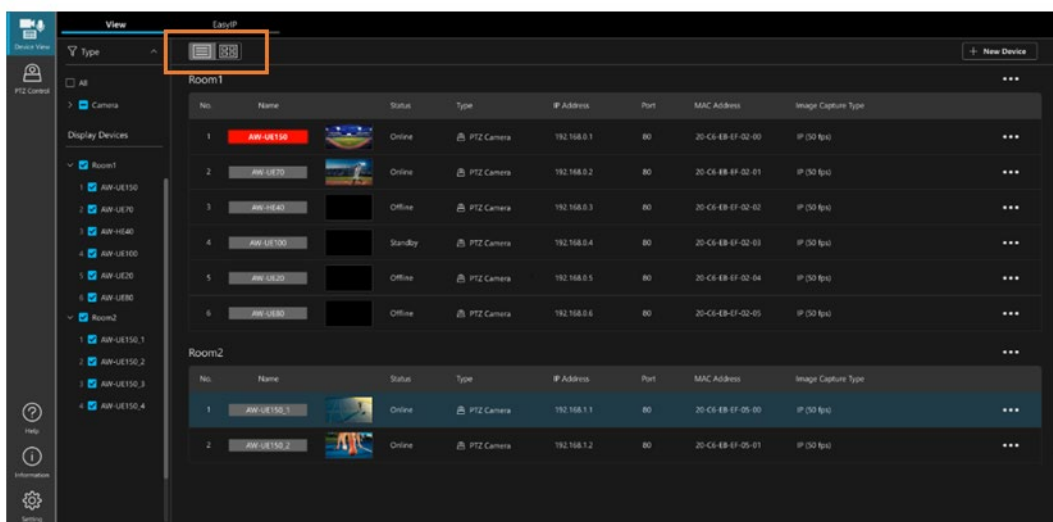 View EasyIP
Device View
Type
+ New Device
PTZ Control
All
Camera
Display Devices
Room1
1 AW-UE150
2 AW-UE70
3 AW-HE40
4 AW-UE100
5 AW-UE20
6 AW-UE80
Room2
1 AW-UE150_1
2 AW-UE150_2
3 AW-UE150_3
4 AW-UE150_4
Help
Information
Setting
Room1
No. Name Status Type IP Address Port MAC Address Image Capture Type
1 AW-UE150 Online PTZ Camera 192.168.0.1 80 20-C6-EB-EF-02-00 IP (50 fps)
2 AW-UE70 Online PTZ Camera 192.168.0.2 80 20-C6-EB-EF-02-01 IP (50 fps)
3 AW-HE40 Offline PTZ Camera 192.168.0.3 80 20-C6-EB-EF-02-02 IP (50 fps)
4 AW-UE100 Standby PTZ Camera 192.168.0.4 80 20-C6-EB-EF-02-03 IP (50 fps)
5 AW-UE20 Offline PTZ Camera 192.168.0.5 80 20-C6-EB-EF-02-04 IP (50 fps)
6 AW-UE80 Offline PTZ Camera 192.168.0.6 80 20-C6-EB-EF-02-05 IP (50 fps)
Room2
No. Name Status Type IP Address Port MAC Address Image Capture Type
1 AW-UE150_1 Online PTZ Camera 192.168.1.1 80 20-C6-EB-EF-05-00 IP (50 fps)
2 AW-UE150_2 Online PTZ Camera 192.168.1.2 80 20-C6-EB-EF-05-01 IP (50 fps)